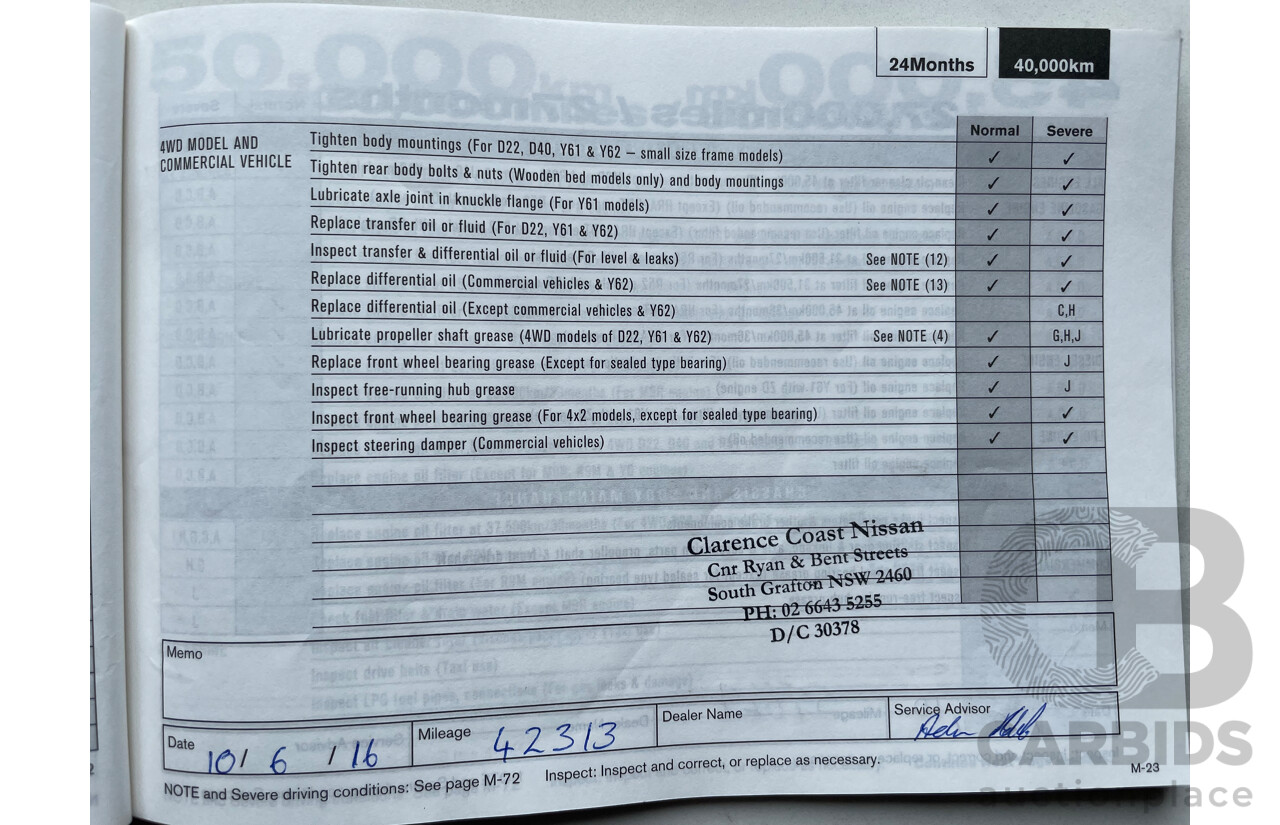 24Months 40,000km
Normal Severe
4WD MODEL AND
COMMERCIAL VEHICLE
Tighten body mountings (For D22, D40, Y61 & Y62 – small size frame models) ✓ ✓
Tighten rear body bolts & nuts (Wooden bed models only) and body mountings ✓ ✓
Lubricate axle joint in knuckle flange (For Y61 models) ✓ ✓
Replace transfer oil or fluid (For D22, Y61 & Y62) ✓ ✓
Inspect transfer & differential oil or fluid (For level & leaks) See NOTE (12) ✓ ✓
Replace differential oil (Commercial vehicles & Y62) See NOTE (13) ✓ ✓
Replace differential oil (Except commercial vehicles & Y62) C,H
Lubricate propeller shaft grease (4WD models of D22, Y61 & Y62) See NOTE (4) ✓ G,H,J
Replace front wheel bearing grease (Except for sealed type bearing) ✓ J
Inspect free-running hub grease ✓ J
Inspect front wheel bearing grease (For 4x2 models, except for sealed type bearing) ✓ ✓
Inspect steering damper (Commercial vehicles) ✓ ✓
Clarence Coast Nissan
Cnr Ryan & Bent Streets
South Grafton NSW 2460
PH: 02 6643 5255
D/C 30378
Memo
Date 10/ 6 / 16 Mileage 42313 Dealer Name Service Advisor
NOTE and Severe driving conditions: See page M-72 Inspect: Inspect and correct, or replace as necessary.
M-23
CB
CARBIDS
auctionplace